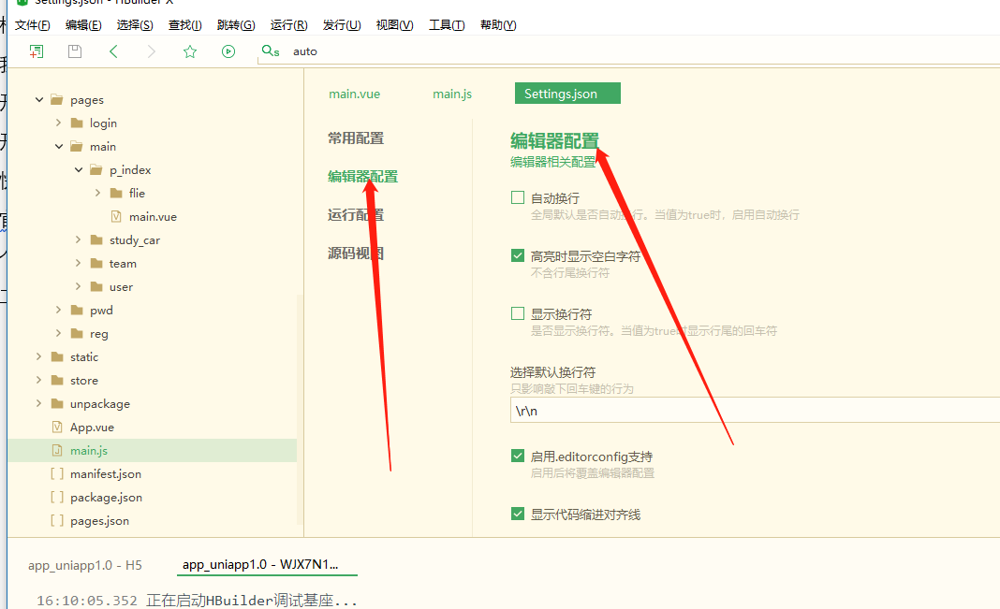 Settings.json - HBuilder X
文件(F) 编辑(E) 选择(S) 查找(I) 跳转(G) 运行(R) 发行(U) 视图(V) 工具(T) 帮助(Y)
auto
pages
login
main
p_index
flie
main.vue
study_car
team
user
pwd
reg
static
store
unpackage
App.vue
main.js
manifest.json
package.json
pages.json
main.vue main.js Settings.json
常用配置
编辑器配置
运行配置
源码视图
编辑器配置
编辑器相关配置
自动换行
全局默认是否自动换行。当值为true时，启用自动换行
高亮时显示空白字符
不含行尾换行符
显示换行符
是否显示换行符。当值为true时显示行尾的回车符
选择默认换行符
只影响敲下回车键的行为
\r\n
启用.editorconfig支持
启用后将覆盖编辑器配置
显示代码缩进对齐线
app_uniapp1.0 - H5 app_uniapp1.0 - WJX7N1...
16:10:05.352 正在启动HBuilder调试基座...